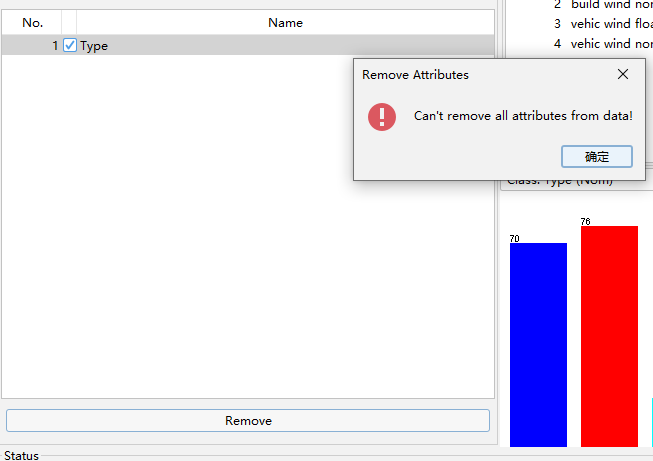 No. Name
1 Type
2 build wind non
3 vehic wind floa
4 vehic wind non
Remove Attributes
Can't remove all attributes from data!
确定
Class: Type (Nom)
70
76
Remove
Status